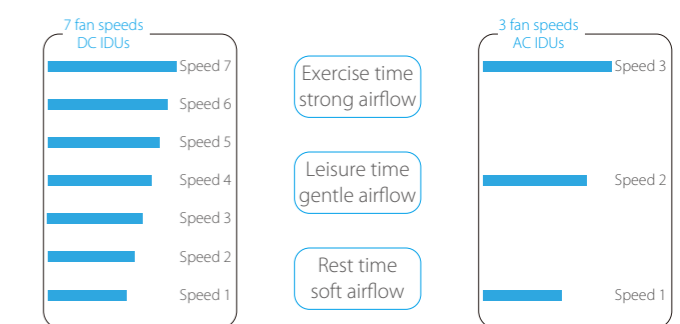 7 fan speeds
DC IDUs
Speed 7
Speed 6
Speed 5
Speed 4
Speed 3
Speed 2
Speed 1
Exercise time
strong airflow
Leisure time
gentle airflow
Rest time
soft airflow
3 fan speeds
AC IDUs
Speed 3
Speed 2
Speed 1